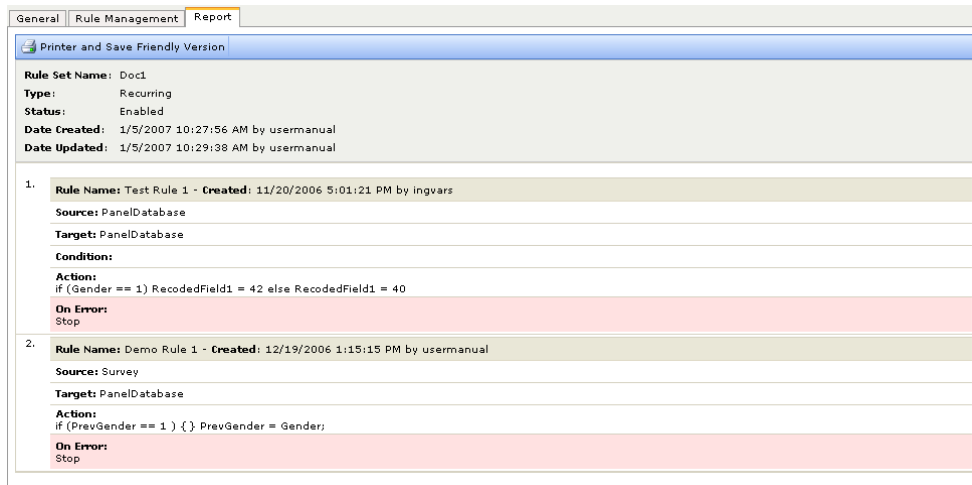 General Rule Management Report
Printer and Save Friendly Version
Rule Set Name: Doc1
Type: Recurring
Status: Enabled
Date Created: 1/5/2007 10:27:56 AM by usermanual
Date Updated: 1/5/2007 10:29:38 AM by usermanual
1. Rule Name: Test Rule 1 - Created: 11/20/2006 5:01:21 PM by ingvars
Source: PanelDatabase
Target: PanelDatabase
Condition:
Action:
if (Gender == 1) RecodedField1 = 42 else RecodedField1 = 40
On Error:
Stop
2. Rule Name: Demo Rule 1 - Created: 12/19/2006 1:15:15 PM by usermanual
Source: Survey
Target: PanelDatabase
Action:
if (PrevGender == 1 ) { } PrevGender = Gender;
On Error:
Stop